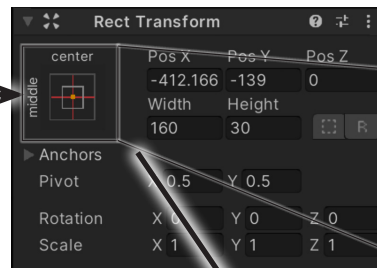 Rect Transform
center Pos X Pos Y Pos Z
middle -412.166 -139 0
Width Height
160 30 R
Anchors
Pivot X 0.5 Y 0.5
Rotation X 0 Y 0 Z 0
Scale X 1 Y 1 Z 1